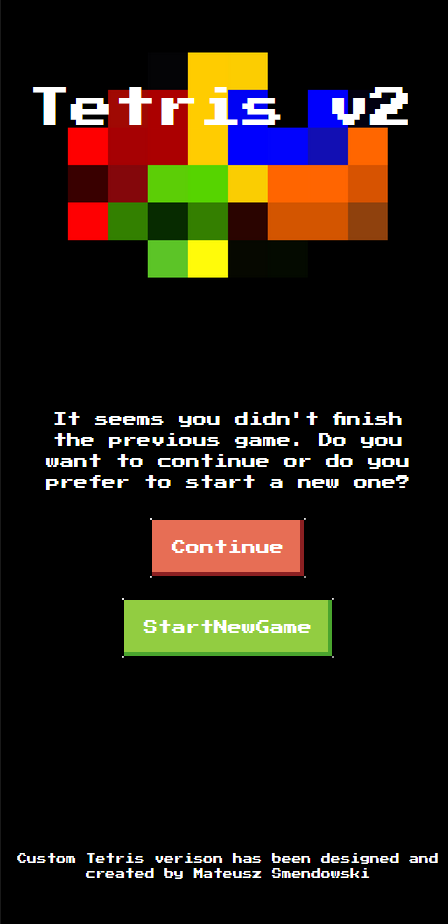 Tetris v2
It seems you didn't finish
the previous game. Do you
want to continue or do you
prefer to start a new one?
Continue
StartNewGame
Custom Tetris verison has been designed and
created by Mateusz Smendowski